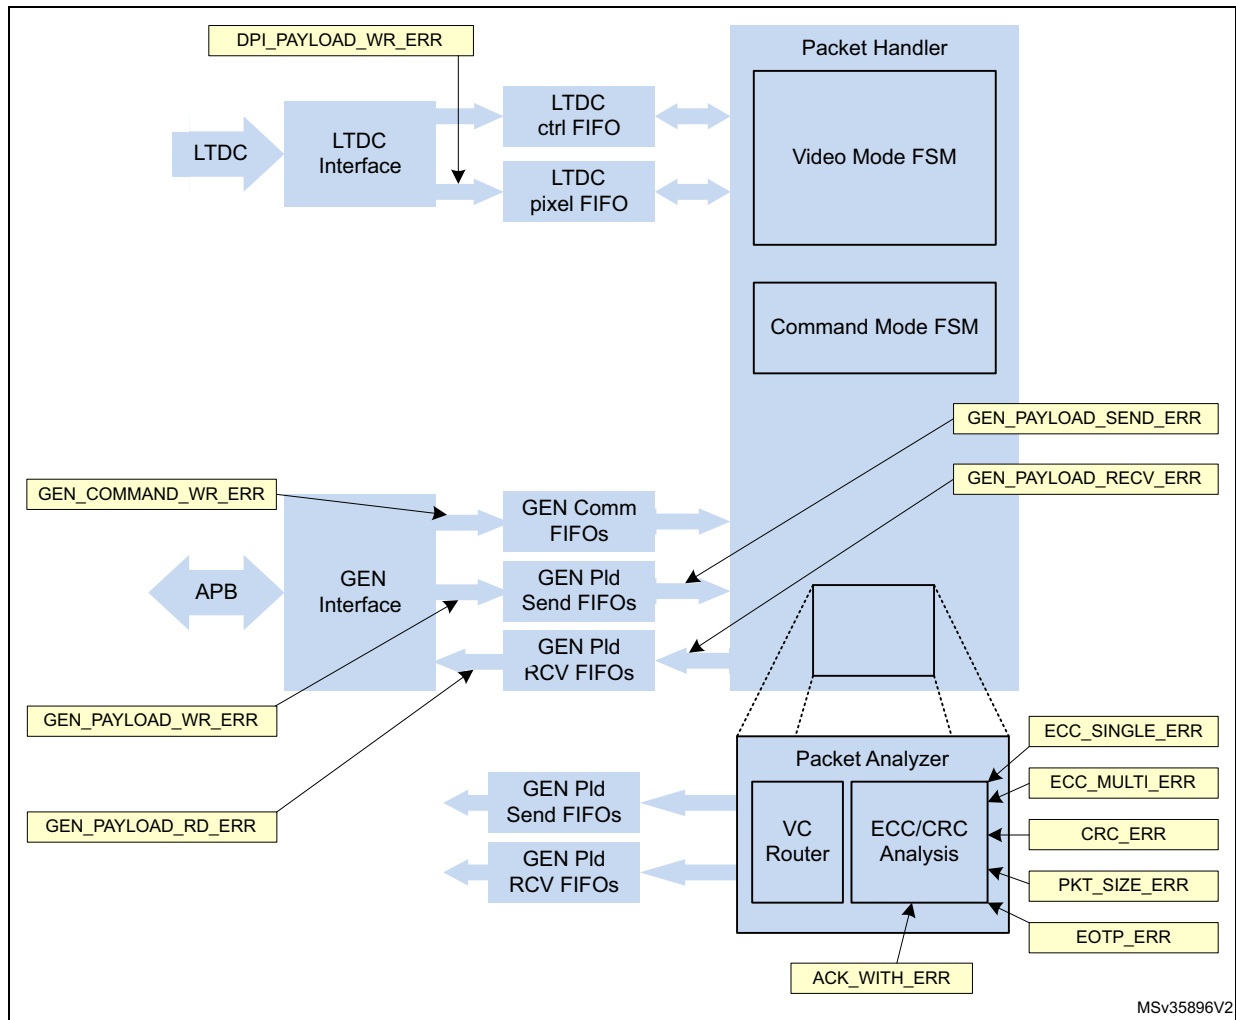 DPI_PAYLOAD_WR_ERR
Packet Handler
LTDC
LTDC
Interface
LTDC
ctrl FIFO
LTDC
pixel FIFO
Video Mode FSM
Command Mode FSM
GEN_PAYLOAD_SEND_ERR
GEN_PAYLOAD_RECV_ERR
GEN_COMMAND_WR_ERR
APB
GEN
Interface
GEN Comm
FIFOs
GEN Pld
Send FIFOs
GEN Pld
RCV FIFOs
GEN_PAYLOAD_WR_ERR
GEN_PAYLOAD_RD_ERR
GEN Pld
Send FIFOs
GEN Pld
RCV FIFOs
Packet Analyzer
VC
Router
ECC/CRC
Analysis
ECC_SINGLE_ERR
ECC_MULTI_ERR
CRC_ERR
PKT_SIZE_ERR
EOTP_ERR
ACK_WITH_ERR
MSv35896V2